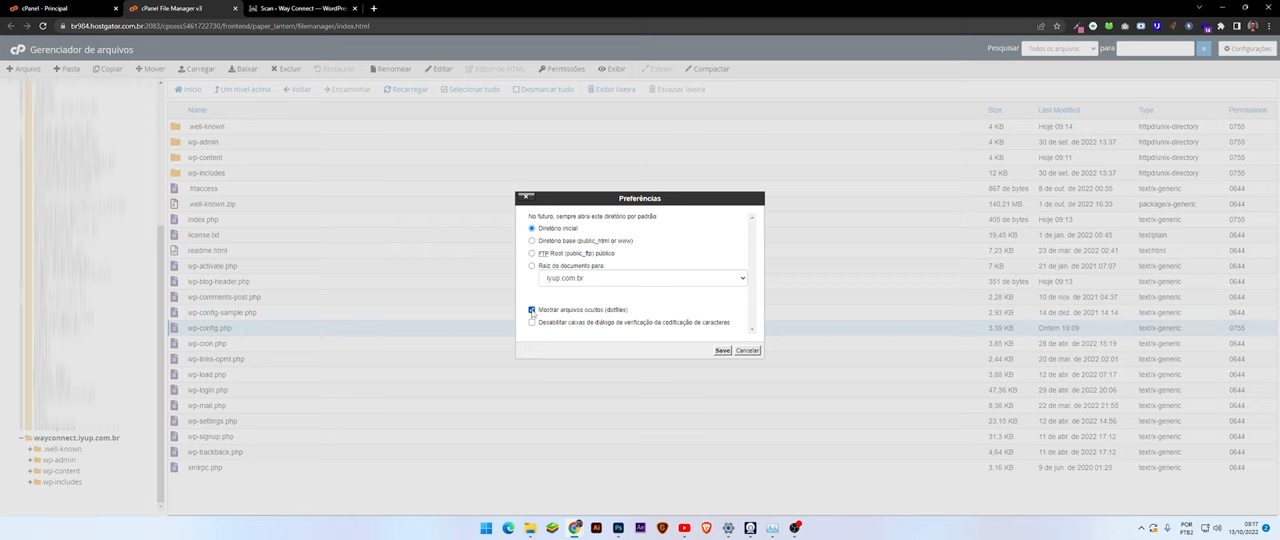 cPanel - Principal
cPanel File Manager v3
Scan ‹ Way Connect — WordPre
br984.hostgator.com.br:2083/cpsess5461722730/frontend/paper_lantern/filemanager/index.html
Gerenciador de arquivos
Pesquisar Todos os arquivos para
Configurações
Arquivo Pasta Copiar Mover Carregar Baixar Excluir Restaurar Renomear Editar Editor de HTML Permissões Exibir Extrair Compactar
Início Um nível acima Voltar Encaminhar Recarregar Selecionar tudo Desmarcar tudo Exibir lixeira Esvaziar lixeira
Name Size Last Modified Type Permissions
.well-known 4 KB Hoje 09:14 httpd/unix-directory 0755
wp-admin 4 KB 30 de set. de 2022 13:37 httpd/unix-directory 0755
wp-content 4 KB Hoje 09:11 httpd/unix-directory 0755
wp-includes 12 KB 30 de set. de 2022 13:37 httpd/unix-directory 0755
.htaccess 867 de bytes 8 de out. de 2022 00:55 text/x-generic 0644
.well-known.zip 140,21 MB 1 de out. de 2022 16:33 package/x-generic 0644
index.php 405 de bytes 6 de fev. de 2020 03:33 text/x-generic 0644
license.txt 19,45 KB 1 de jan. de 2022 00:15 text/plain 0644
readme.html 7,23 KB 23 de mar. de 2022 02:41 text/html 0644
wp-activate.php 7 KB 21 de jan. de 2021 07:07 text/x-generic 0644
wp-blog-header.php 351 de bytes text/x-generic 0644
wp-comments-post.php 2,28 KB 10 de nov. de 2021 text/x-generic 0644
wp-config-sample.php 2,93 KB 14 de dez. de 2021 14:14 text/x-generic 0644
wp-config.php 3,39 KB Ontem 19:09 text/x-generic 0755
wp-cron.php 3,85 KB 28 de abr. de 2022 15:19 text/x-generic 0644
wp-links-opml.php 2,44 KB 20 de mar. de 2022 02:01 text/x-generic 0644
wp-load.php 3,88 KB 12 de abr. de 2022 07:17 text/x-generic 0644
wp-login.php 47,36 KB 29 de abr. de 2022 20:06 text/x-generic 0644
wp-mail.php 8,38 KB 22 de mar. de 2022 21:55 text/x-generic 0644
wp-settings.php 23 KB text/x-generic 0644
wp-signup.php 31,3 KB 11 de abr. de 2022 17:12 text/x-generic 0644
wp-trackback.php 4,64 KB 11 de abr. de 2022 17:12 text/x-generic 0644
xmlrpc.php 3,16 KB 9 de jun. de 2020 01:25 text/x-generic 0644
wayconnect.iyup.com.br
.well-known
wp-admin
wp-content
wp-includes
Preferências
No futuro, sempre abra este diretório por padrão:
Diretório inicial
Diretório base (public_html or www)
FTP Root (public_ftp) público
Raiz do documento para:
iyup.com.br
Mostrar arquivos ocultos (dotfiles)
Desabilitar caixas de diálogo de verificação da codificação de caracteres
Save Cancelar
POR
PTB2
09:17
13/10/2022